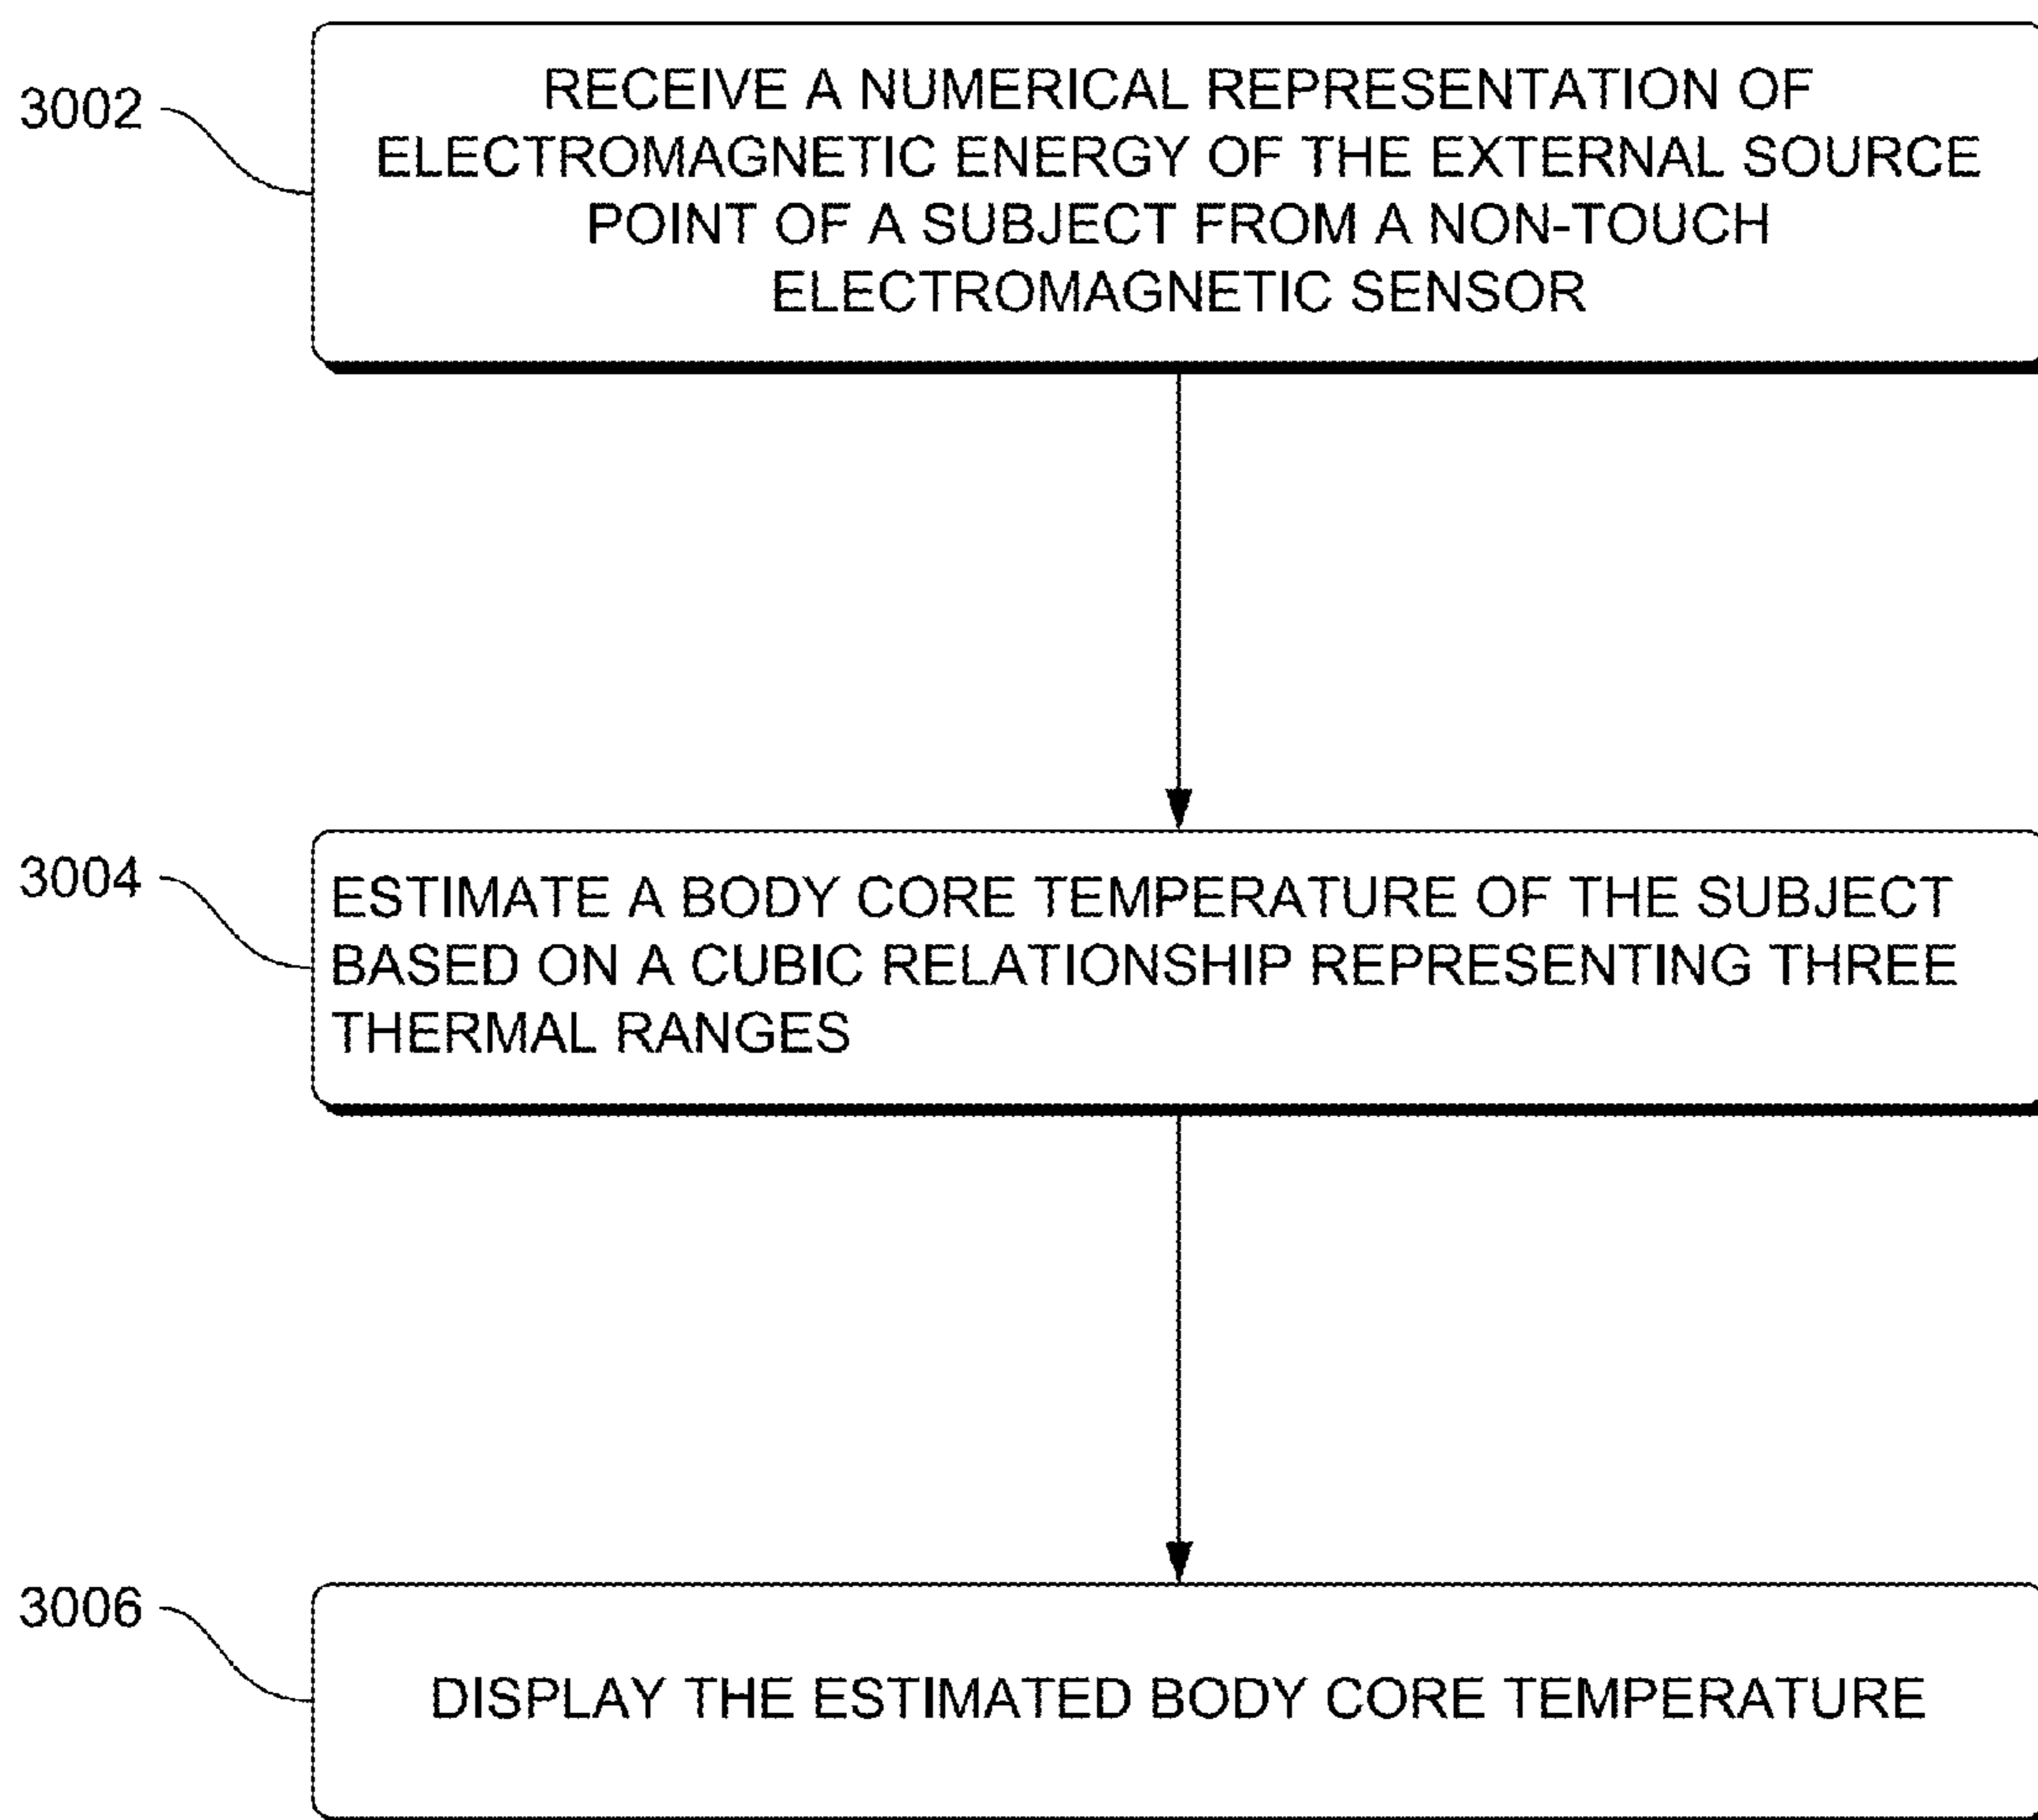 3002
RECEIVE A NUMERICAL REPRESENTATION OF
ELECTROMAGNETIC ENERGY OF THE EXTERNAL SOURCE
POINT OF A SUBJECT FROM A NON-TOUCH
ELECTROMAGNETIC SENSOR
3004
ESTIMATE A BODY CORE TEMPERATURE OF THE SUBJECT
BASED ON A CUBIC RELATIONSHIP REPRESENTING THREE
THERMAL RANGES
3006
DISPLAY THE ESTIMATED BODY CORE TEMPERATURE